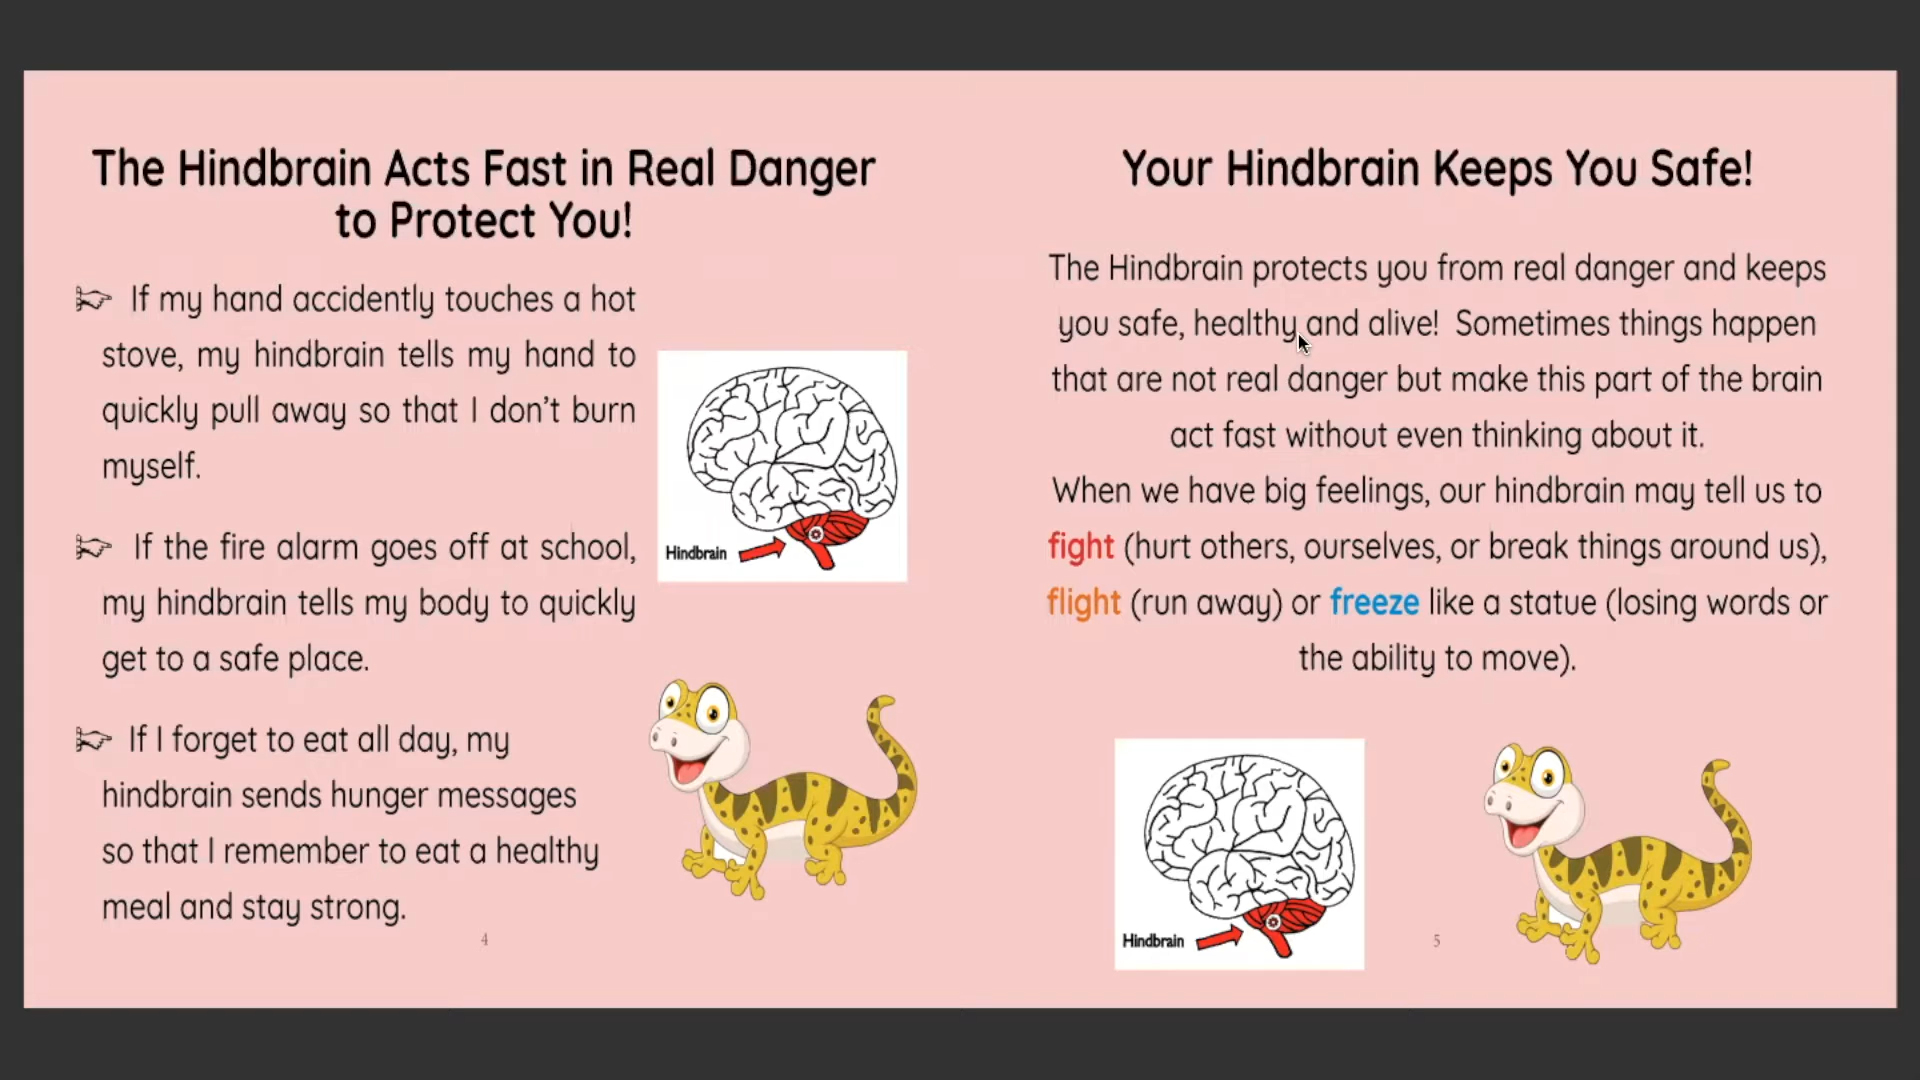 The Hindbrain Acts Fast in Real Danger
to Protect You!
If my hand accidently touches a hot
stove, my hindbrain tells my hand to
quickly pull away so that I don't burn
myself.
If the fire alarm goes off at school,
my hindbrain tells my body to quickly
get to a safe place.
If I forget to eat all day, my
hindbrain sends hunger messages
so that I remember to eat a healthy
meal and stay strong.
Hindbrain
4
Your Hindbrain Keeps You Safe!
The Hindbrain protects you from real danger and keeps
you safe, healthy and alive! Sometimes things happen
that are not real danger but make this part of the brain
act fast without even thinking about it.
When we have big feelings, our hindbrain may tell us to
fight (hurt others, ourselves, or break things around us),
flight (run away) or freeze like a statue (losing words or
the ability to move).
Hindbrain
5